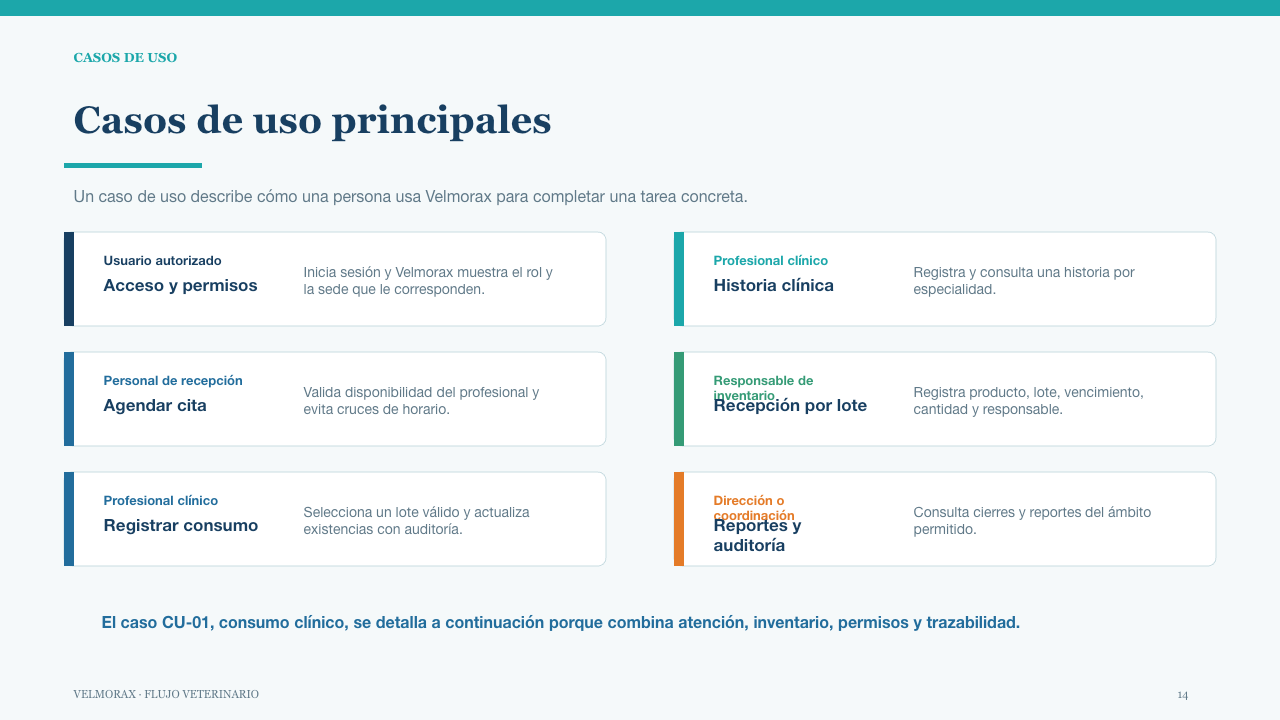 CASOS DE USO
Casos de uso principales
Un caso de uso describe cómo una persona usa Velmorax para completar una tarea concreta.
Usuario autorizado
Acceso y permisos
Inicia sesión y Velmorax muestra el rol y
la sede que le corresponden.
Profesional clínico
Historia clínica
Registra y consulta una historia por
especialidad.
Personal de recepción
Agendar cita
Valida disponibilidad del profesional y
evita cruces de horario.
Responsable de
inventario
Recepción por lote
Registra producto, lote, vencimiento,
cantidad y responsable.
Profesional clínico
Registrar consumo
Selecciona un lote válido y actualiza
existencias con auditoría.
Dirección o
coordinación
Reportes y
auditoría
Consulta cierres y reportes del ámbito
permitido.
El caso CU-01, consumo clínico, se detalla a continuación porque combina atención, inventario, permisos y trazabilidad.
VELMORAX · FLUJO VETERINARIO
14